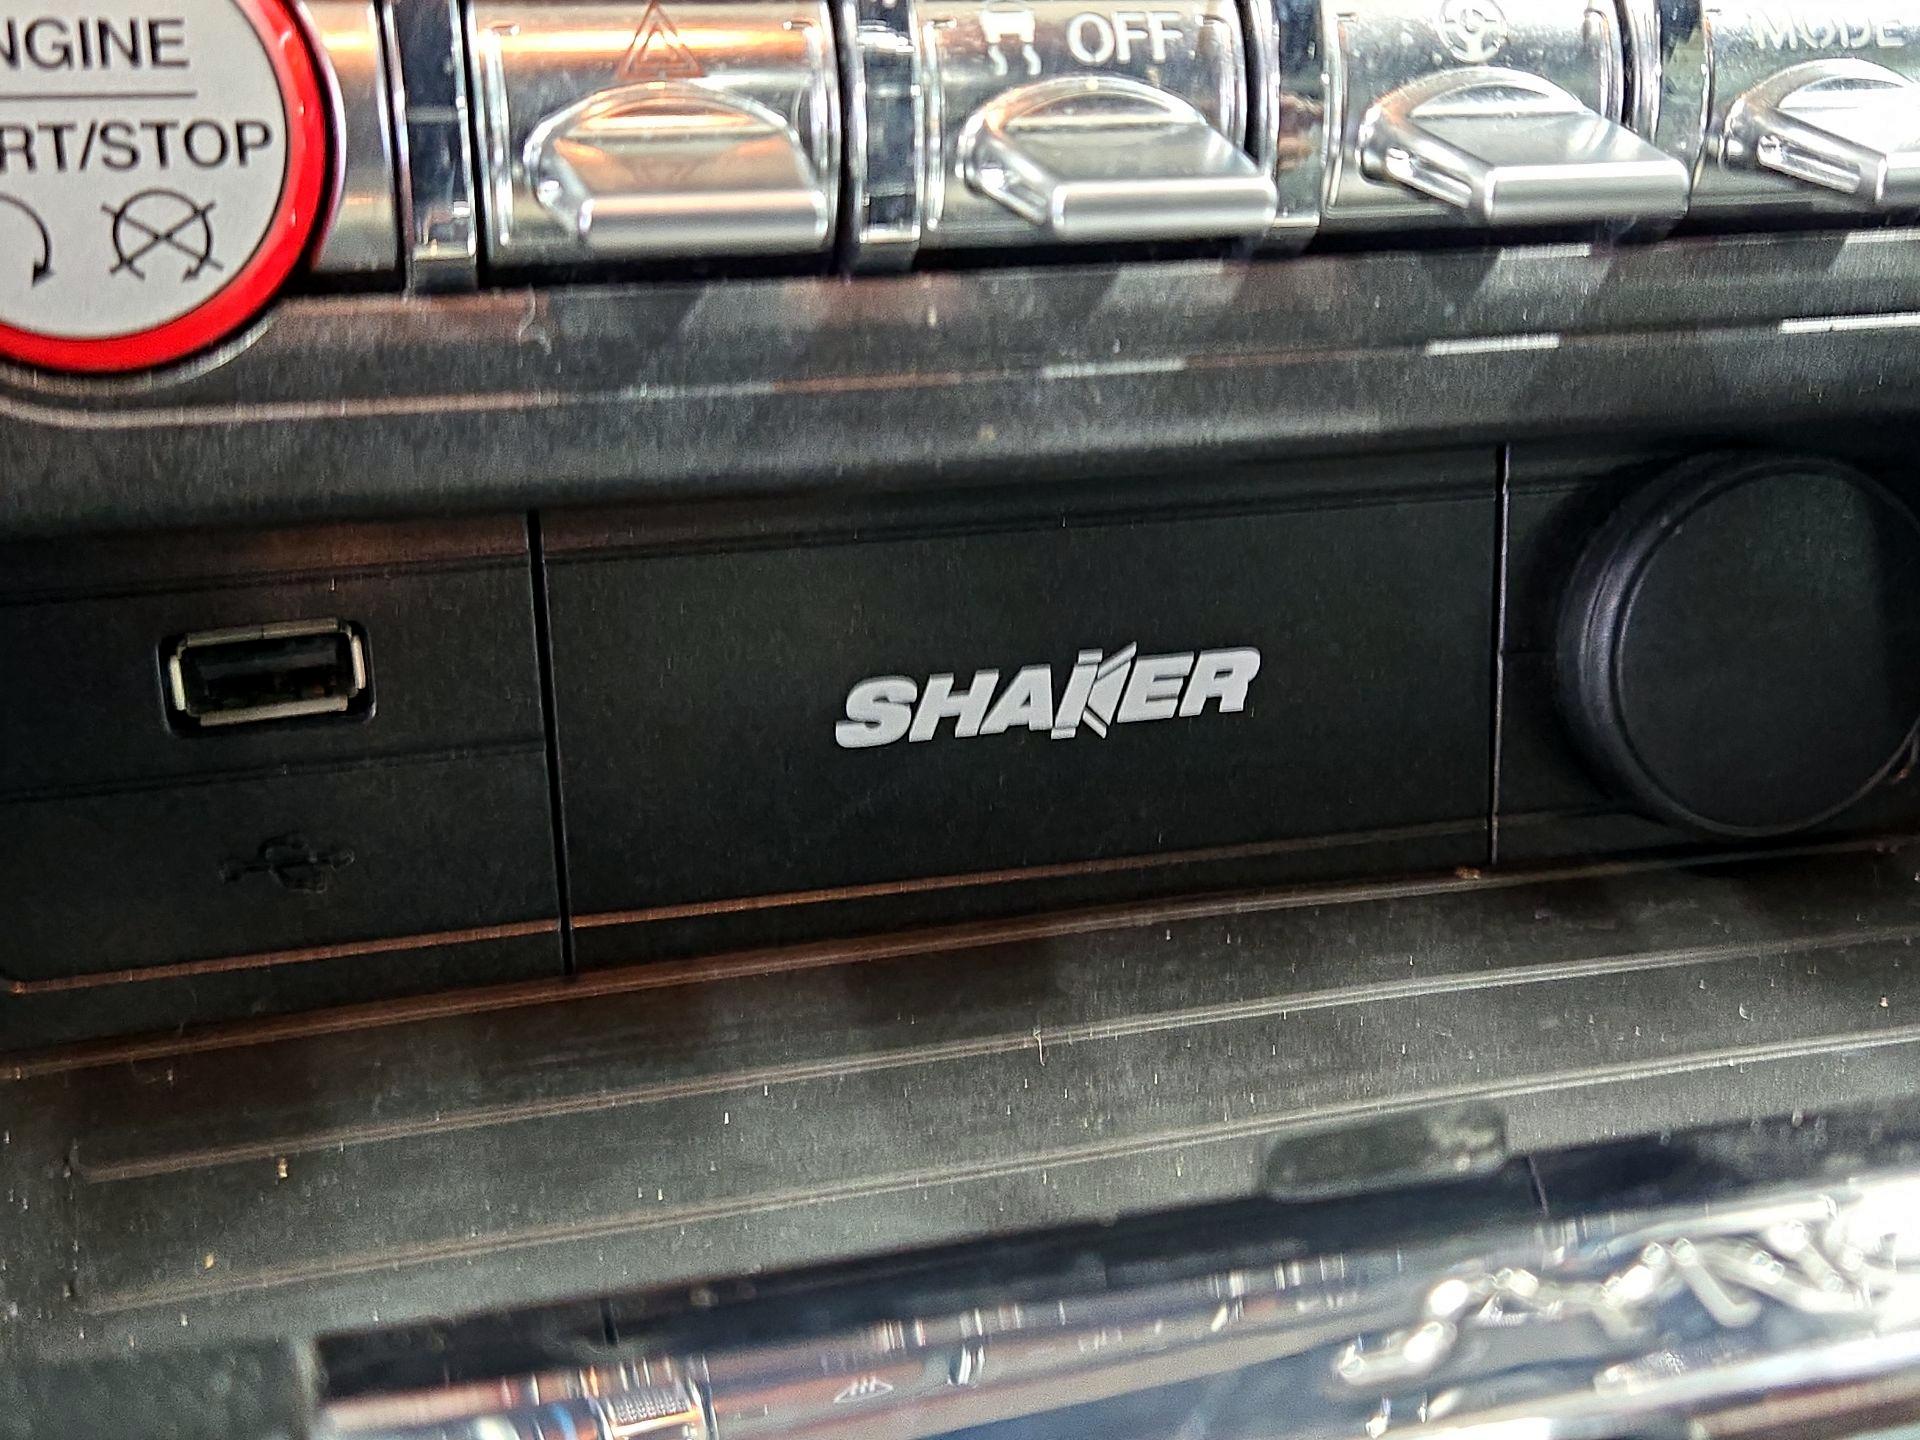 NGINE
RT/STOP
OFF
MODE
SHAKER